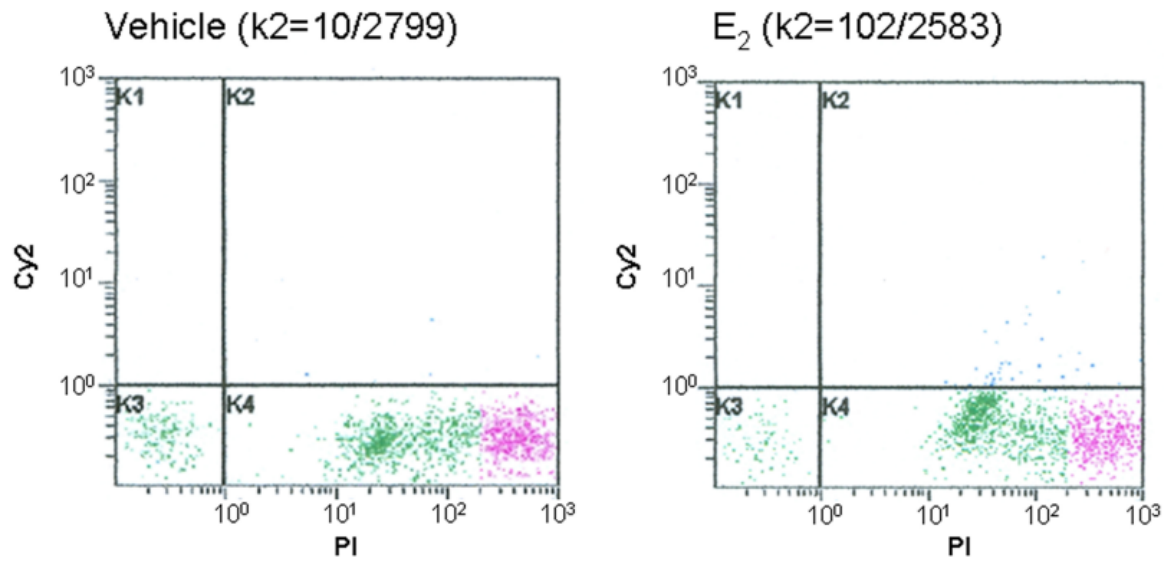 Vehicle (k2=10/2799)
10³
K1
K2
10²
10¹
10⁰
K3
K4
Cy2
10⁰
10¹
10²
10³
PI
E₂ (k2=102/2583)
10³
K1
K2
10²
10¹
10⁰
K3
K4
Cy2
10⁰
10¹
10²
10³
PI